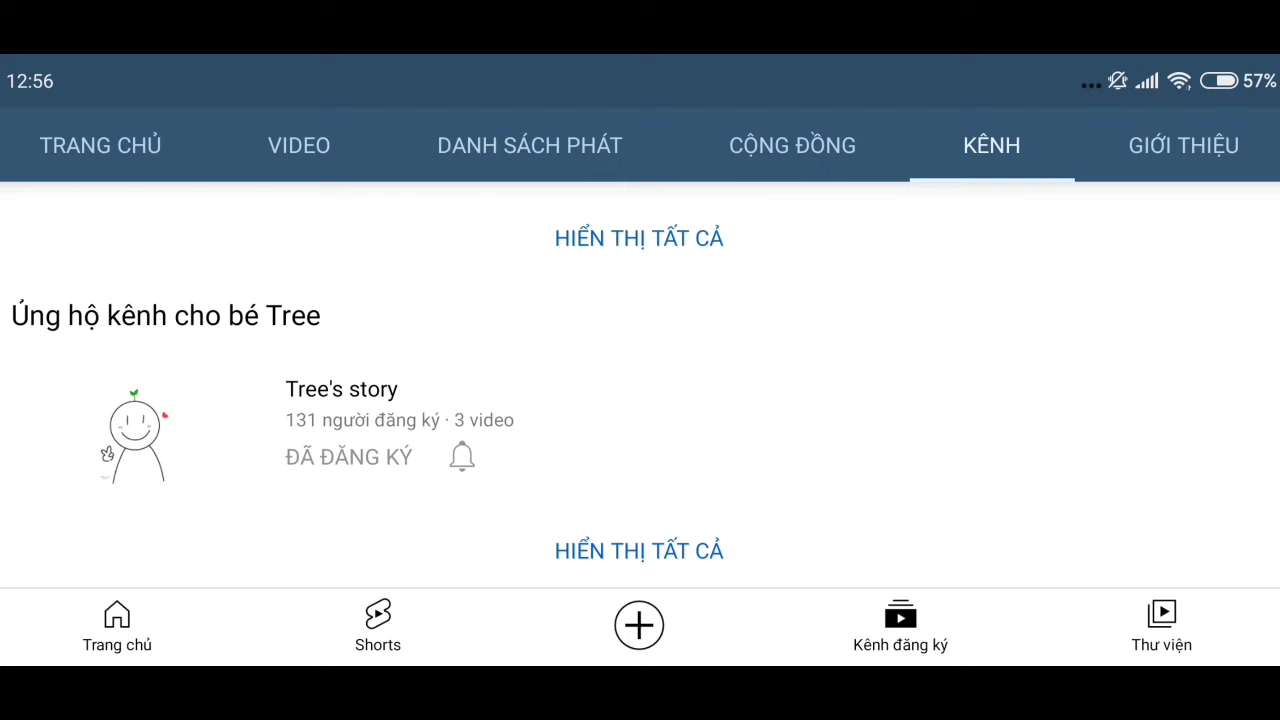 12:56
57%
TRANG CHỦ VIDEO DANH SÁCH PHÁT CỘNG ĐỒNG KÊNH GIỚI THIỆU
HIỂN THỊ TẤT CẢ
Ủng hộ kênh cho bé Tree
Tree's story
131 người đăng ký · 3 video
ĐÃ ĐĂNG KÝ
HIỂN THỊ TẤT CẢ
Trang chủ Shorts Kênh đăng ký Thư viện